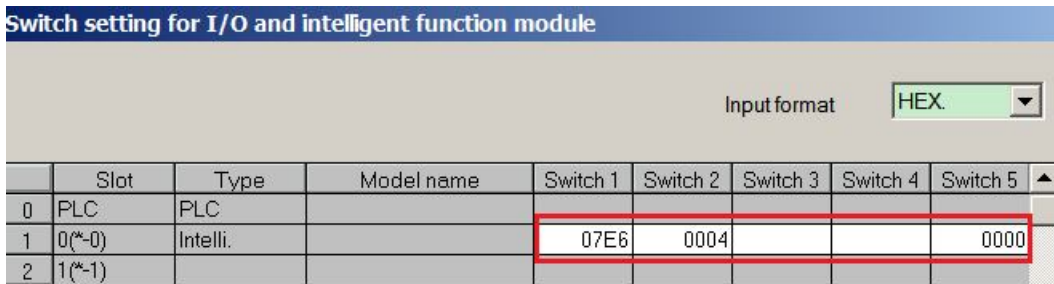 Switch setting for I/O and intelligent function module
Input format HEX.
Slot Type Model name Switch 1 Switch 2 Switch 3 Switch 4 Switch 5
0 PLC PLC
1 0(*-0) Intelli. 07E6 0004 0000
2 1(*-1)